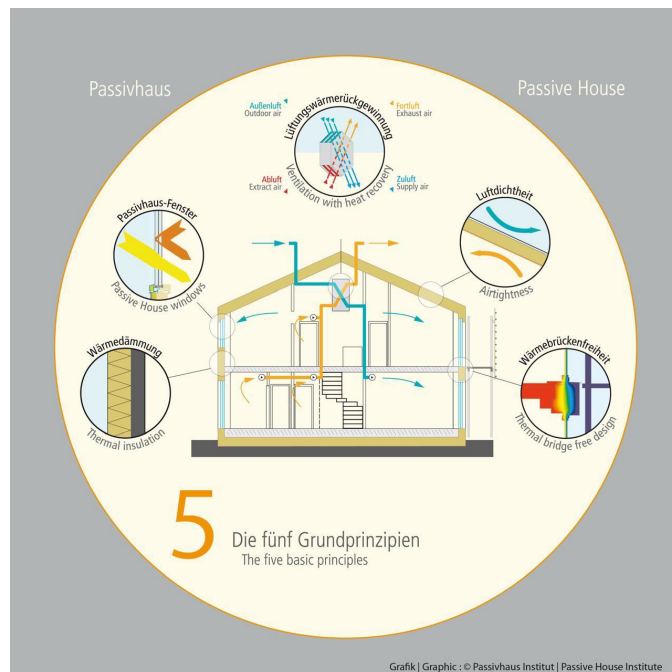 Passivhaus
Passive House
Lüftungswärmerückgewinnung
Außenluft
Outdoor air
Fortluft
Exhaust air
Abluft
Extract air
Zuluft
Supply air
Ventilation with heat recovery
Passivhaus-Fenster
Passive House windows
Luftdichtheit
Airtightness
Wärmedämmung
Thermal insulation
Wärmebrückenfreiheit
Thermal bridge free design
5
Die fünf Grundprinzipien
The five basic principles
Grafik | Graphic : © Passivhaus Institut | Passive House Institute